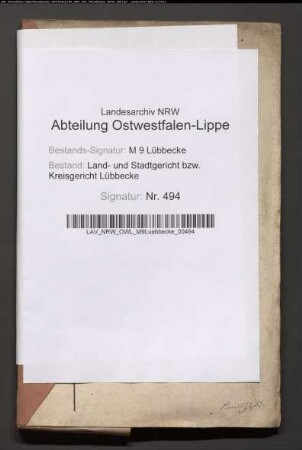 Landesarchiv NRW
Abteilung Ostwestfalen-Lippe
Bestands-Signatur: M 9 Lübbecke
Bestand: Land- und Stadtgericht bzw.
Kreisgericht Lübbecke
Signatur: Nr. 494
LAV_NRW_OWL_M9Luebbecke_00494